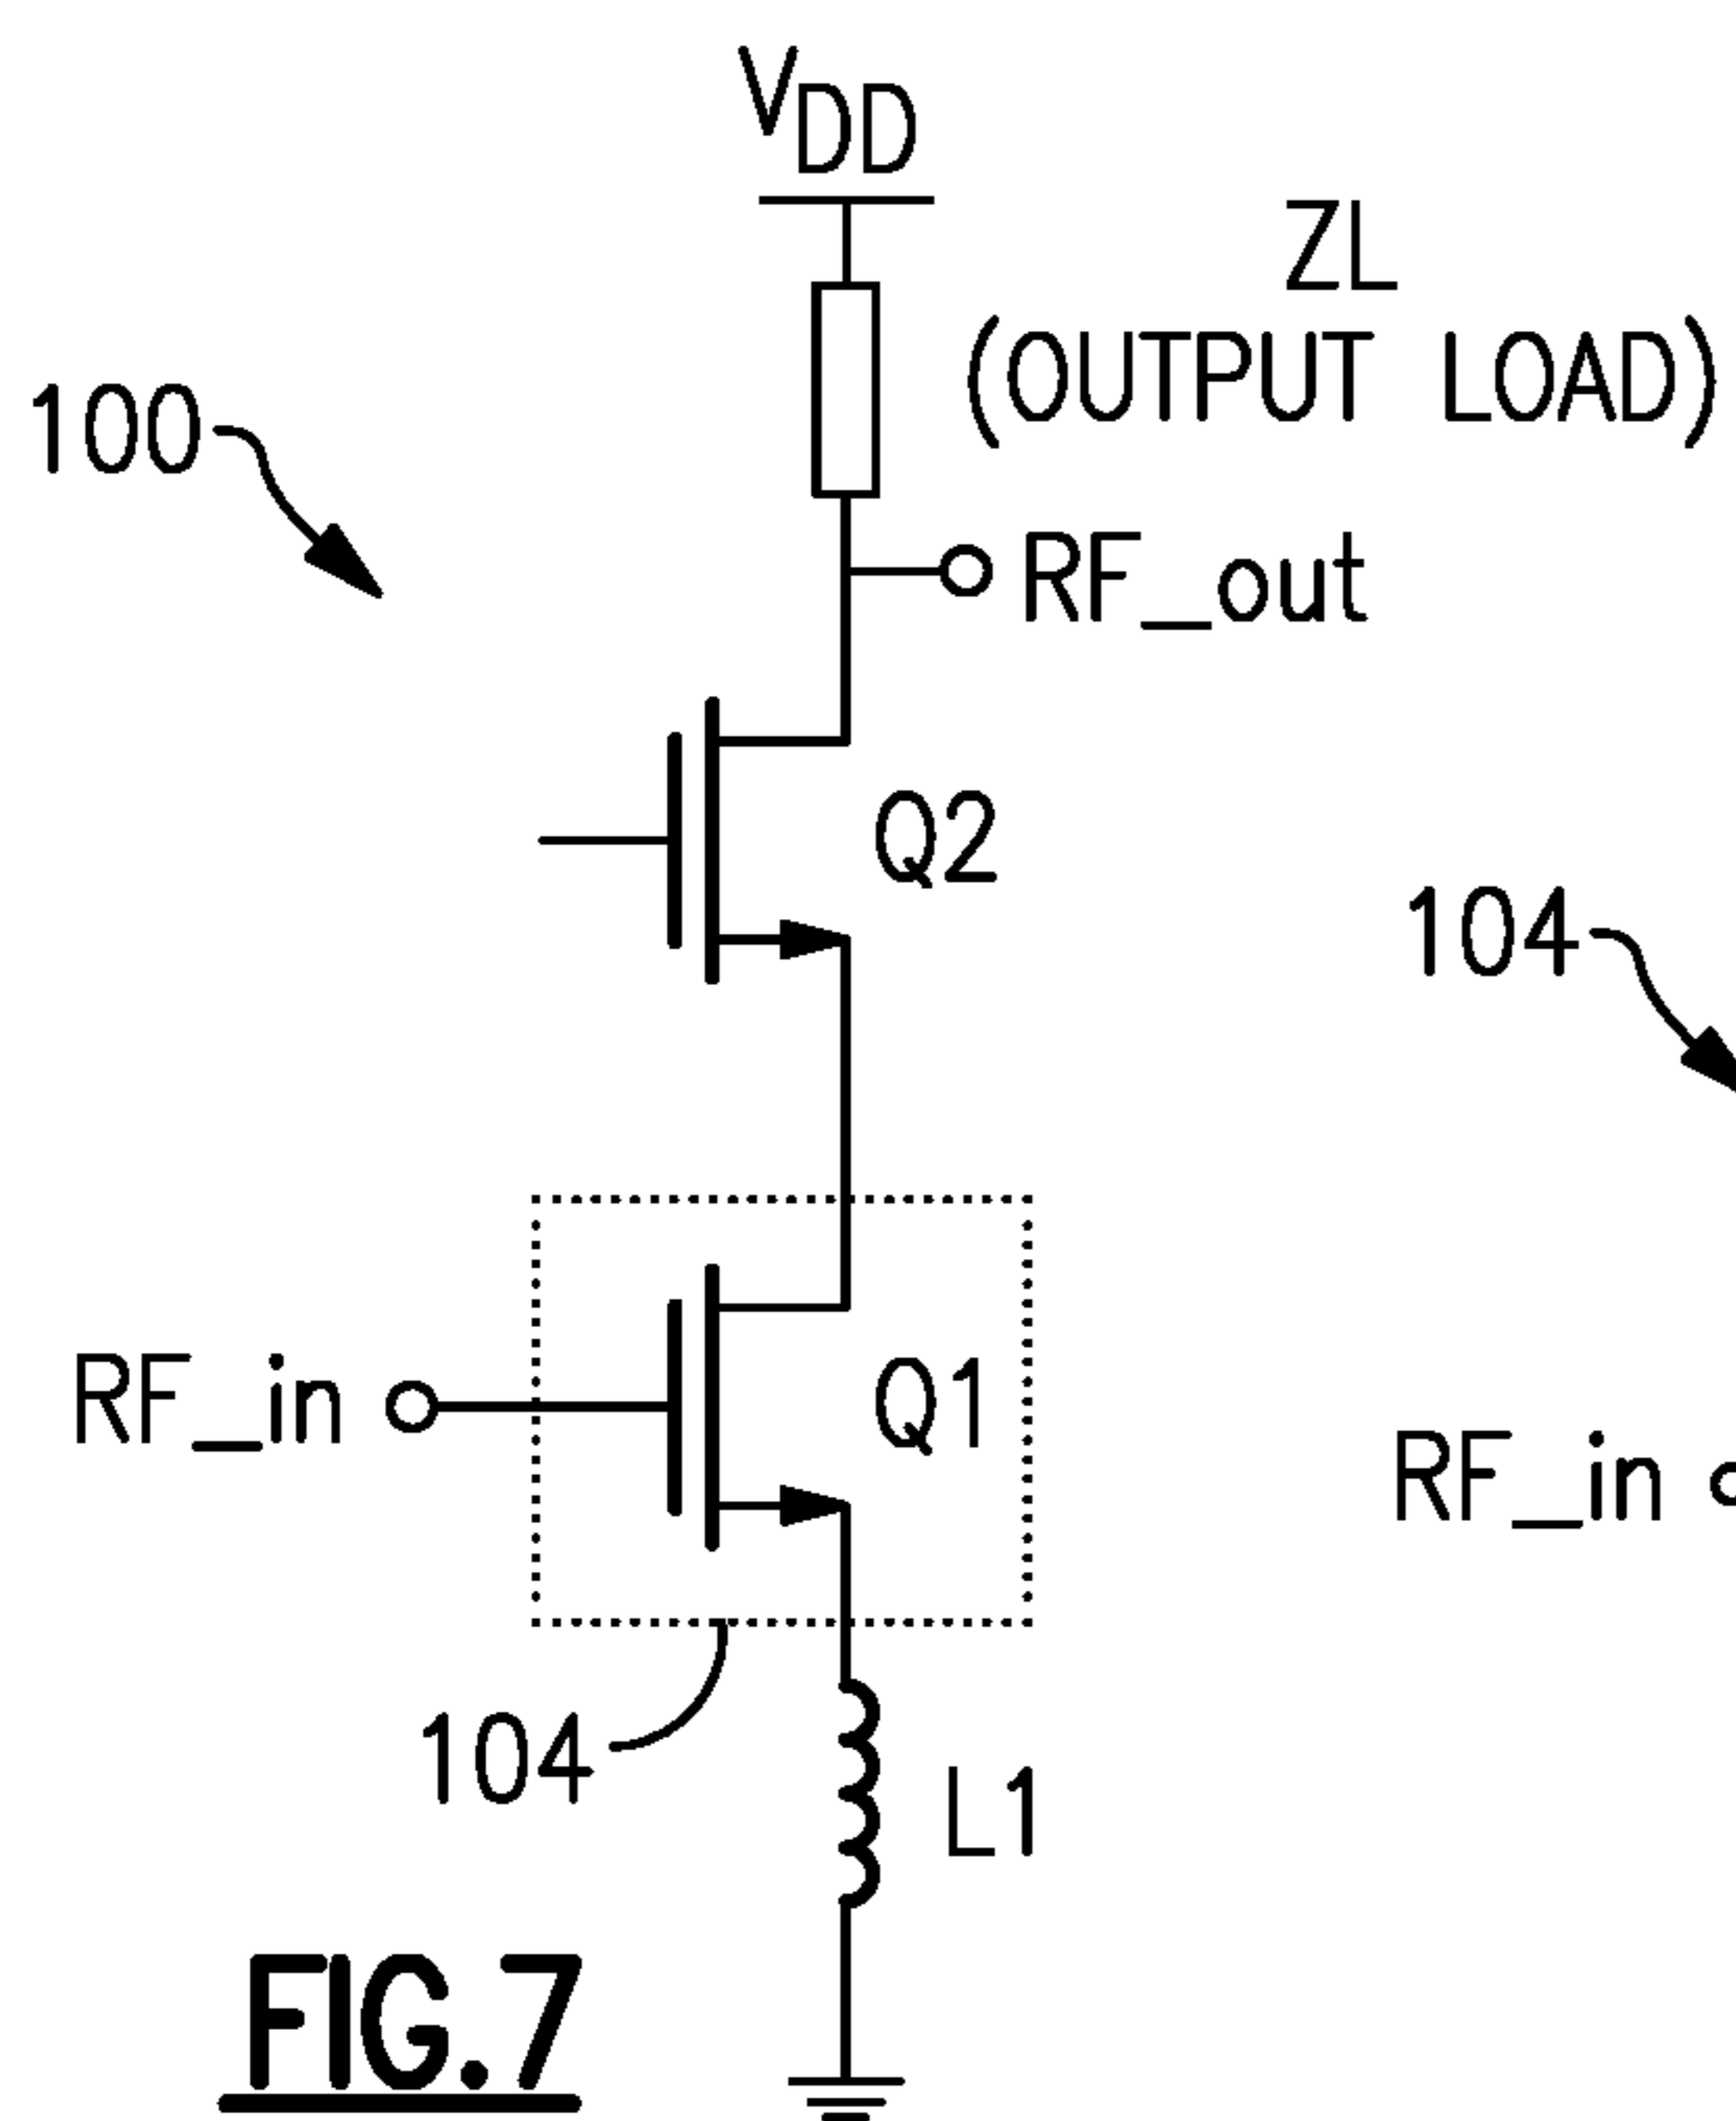 VDD
ZL
(OUTPUT LOAD)
100
RF_out
Q2
104
RF_in
Q1
RF_in
104
L1
FIG.7